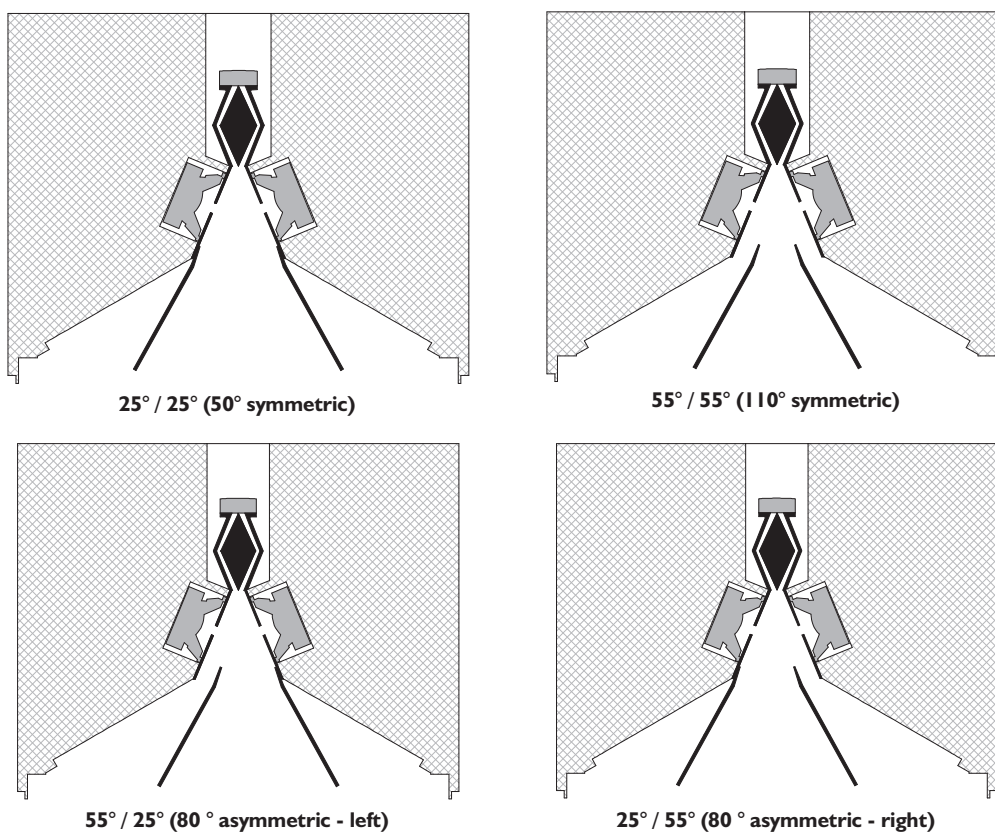 25° / 25° (50° symmetric)
55° / 55° (110° symmetric)
55° / 25° (80 ° asymmetric - left)
25° / 55° (80 ° asymmetric - right)